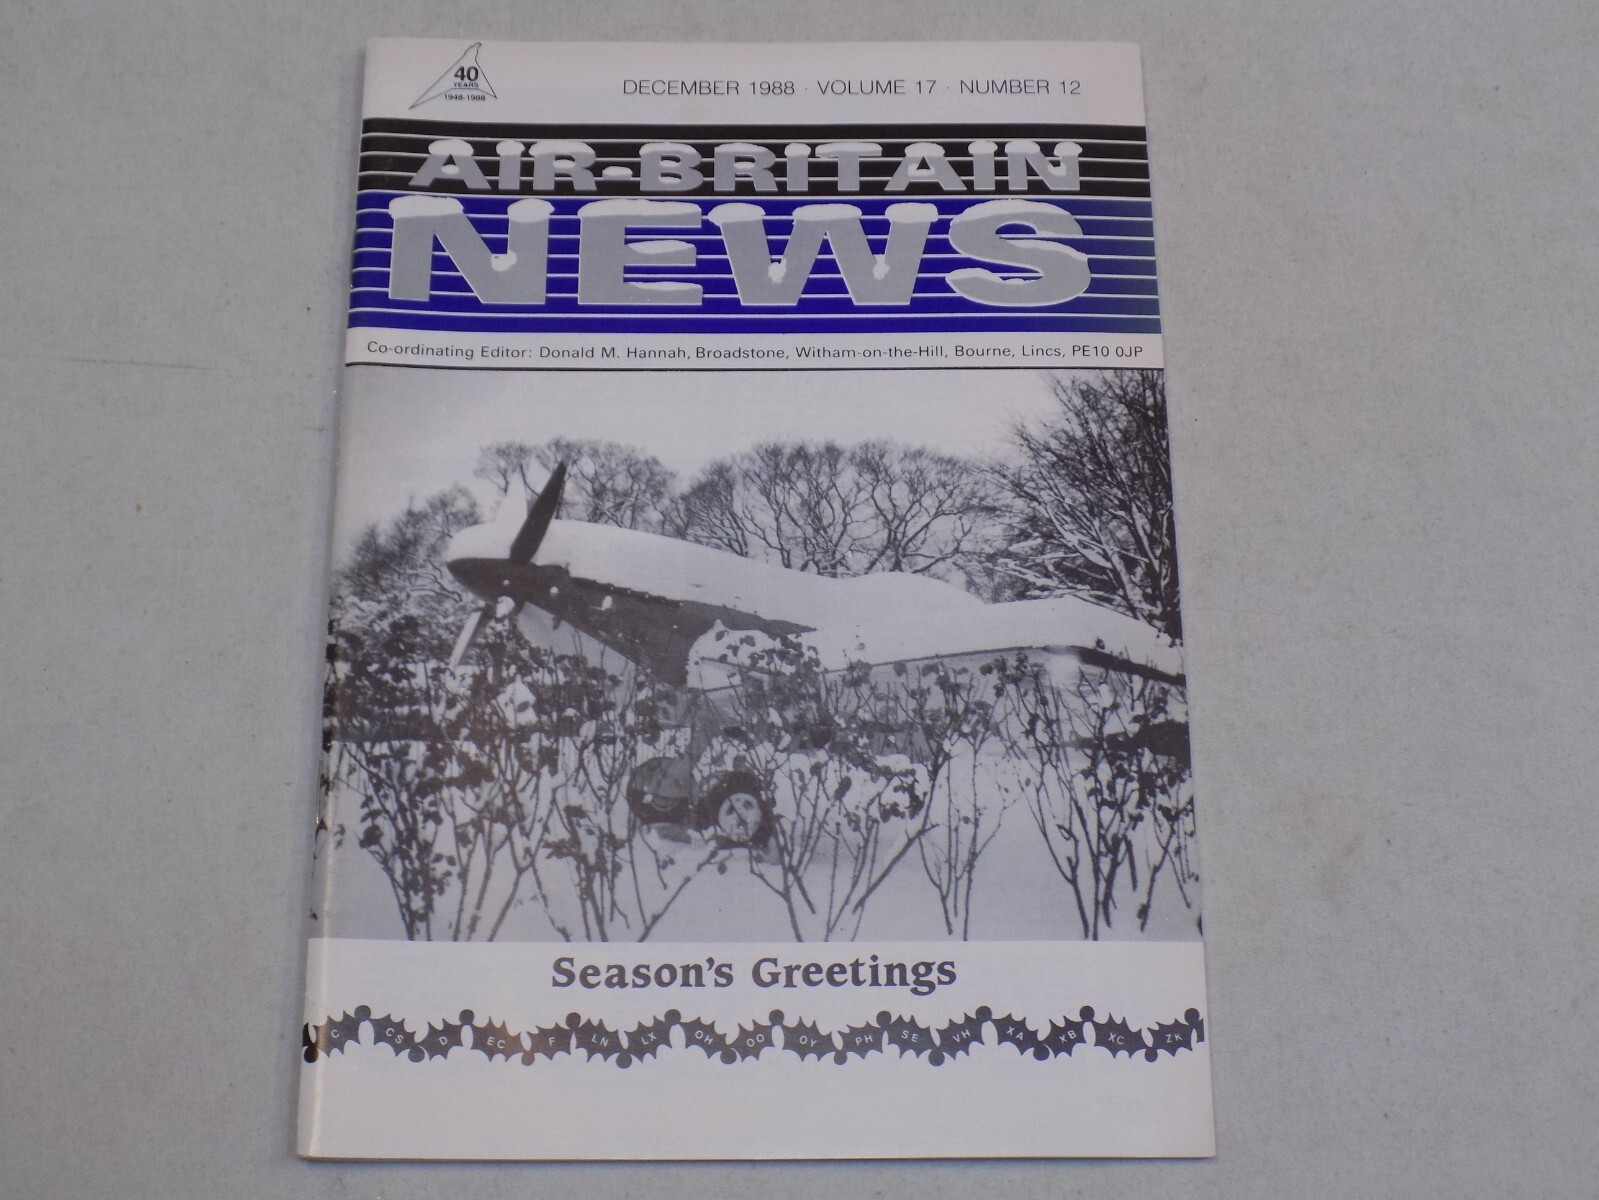 40
YEARS
1948-1988
DECEMBER 1988 · VOLUME 17 · NUMBER 12
AIR-BRITAIN
NEWS
Co-ordinating Editor: Donald M. Hannah, Broadstone, Witham-on-the-Hill, Bourne, Lincs, PE10 0JP
Season's Greetings
C CS D EC F LN LX OH OO OY PH SE VH XA XB XC ZK